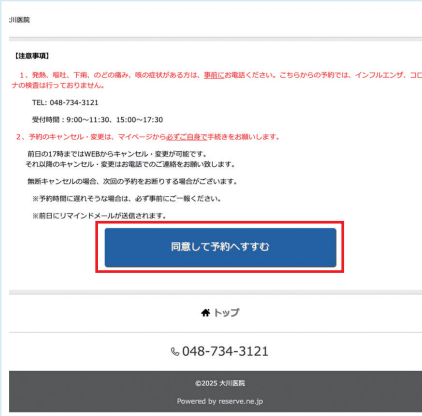 :川医院
【注意事項】
１、発熱、嘔吐、下痢、のどの痛み、咳の症状がある方は、事前にお電話ください。こちらからの予約では、インフルエンザ、コロ
ナの検査は行っておりません。
TEL: 048-734-3121
受付時間：9:00～11:30、15:00～17:30
２、予約のキャンセル・変更は、マイページから必ずご自身で手続きをお願いします。
前日の17時まではWEBからキャンセル・変更が可能です。
それ以降のキャンセル・変更はお電話でのご連絡をお願い致します。
無断キャンセルの場合、次回の予約をお断りする場合がございます。
※予約時間に遅れそうな場合は、必ず事前にご一報ください。
※前日にリマインドメールが送信されます。
同意して予約へすすむ
トップ
048-734-3121
©2025 大川医院
Powered by reserve.ne.jp